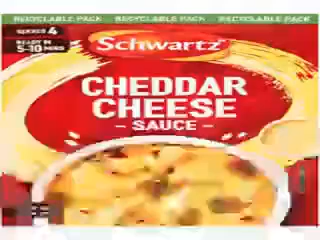 RECYCLABLE PACK RECYCLABLE PACK RECYCLABLE PACK
SERVES 4
READY IN
5-10 MINS
Schwartz
CHEDDAR
CHEESE
- SAUCE -